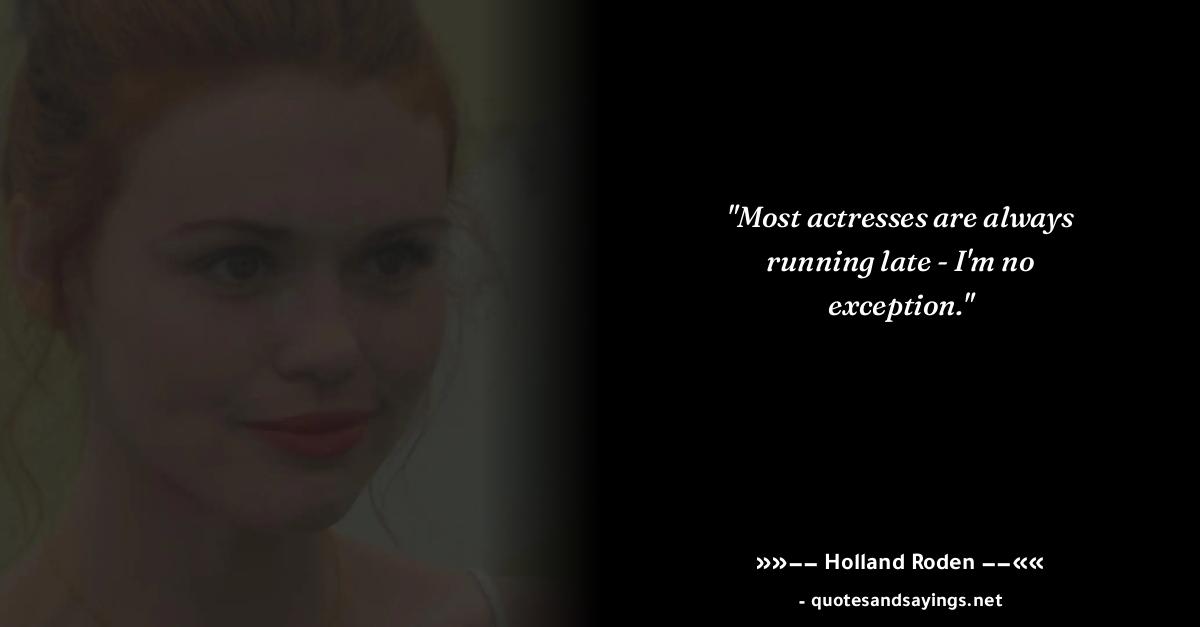 "Most actresses are always
running late - I'm no
exception."
»»–– Holland Roden ––««
- quotesandsayings.net